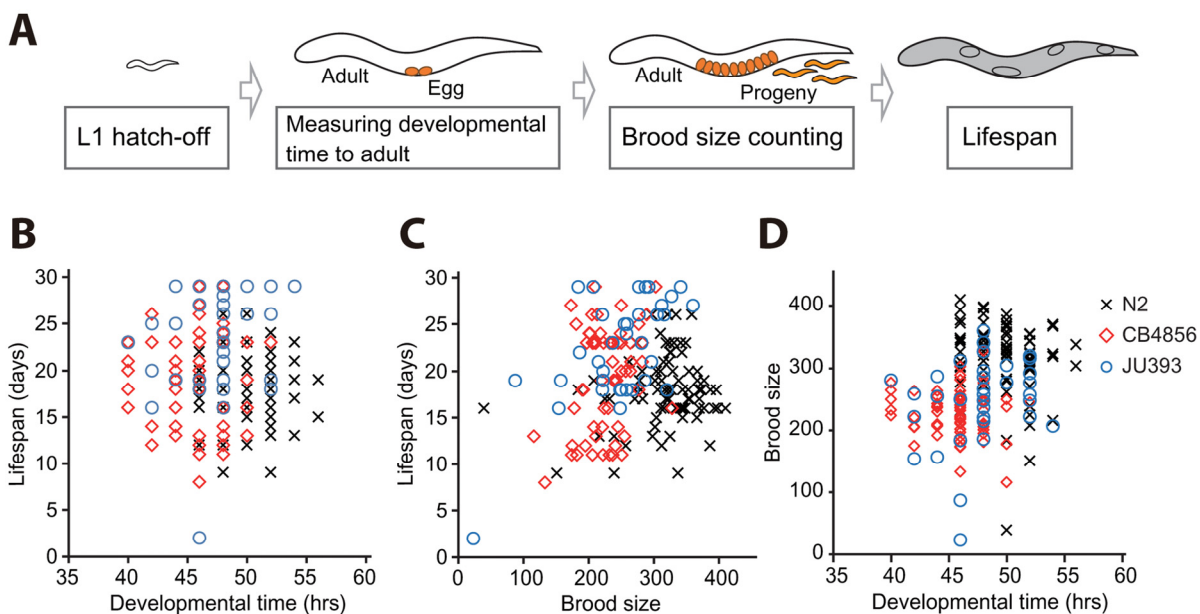 A
Adult
Egg
Adult
Progeny
L1 hatch-off
Measuring developmental
time to adult
Brood size counting
Lifespan
B
Lifespan (days)
30
25
20
15
10
5
0
35 40 45 50 55 60
Developmental time (hrs)
C
Lifespan (days)
30
25
20
15
10
5
0
0 100 200 300 400
Brood size
D
Brood size
400
300
200
100
0
35 40 45 50 55 60
Developmental time (hrs)
N2
CB4856
JU393